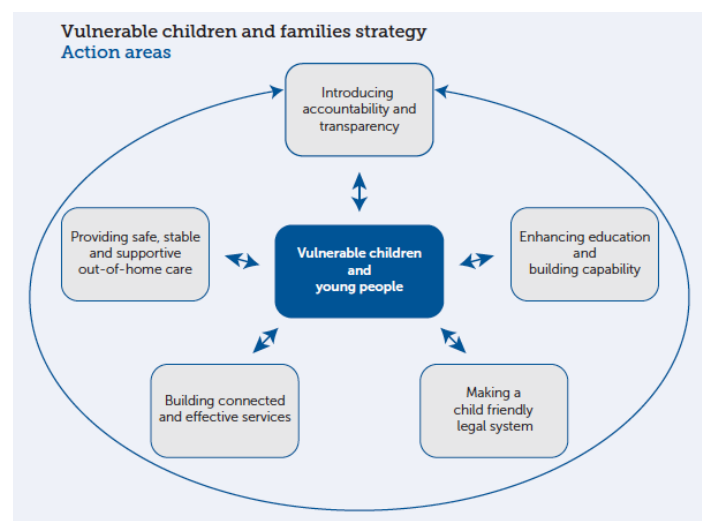 Vulnerable children and families strategy
Action areas
Introducing
accountability and
transparency
Providing safe, stable
and supportive
out-of-home care
Vulnerable children
and
young people
Enhancing education
and
building capability
Building connected
and effective services
Making a
child friendly
legal system